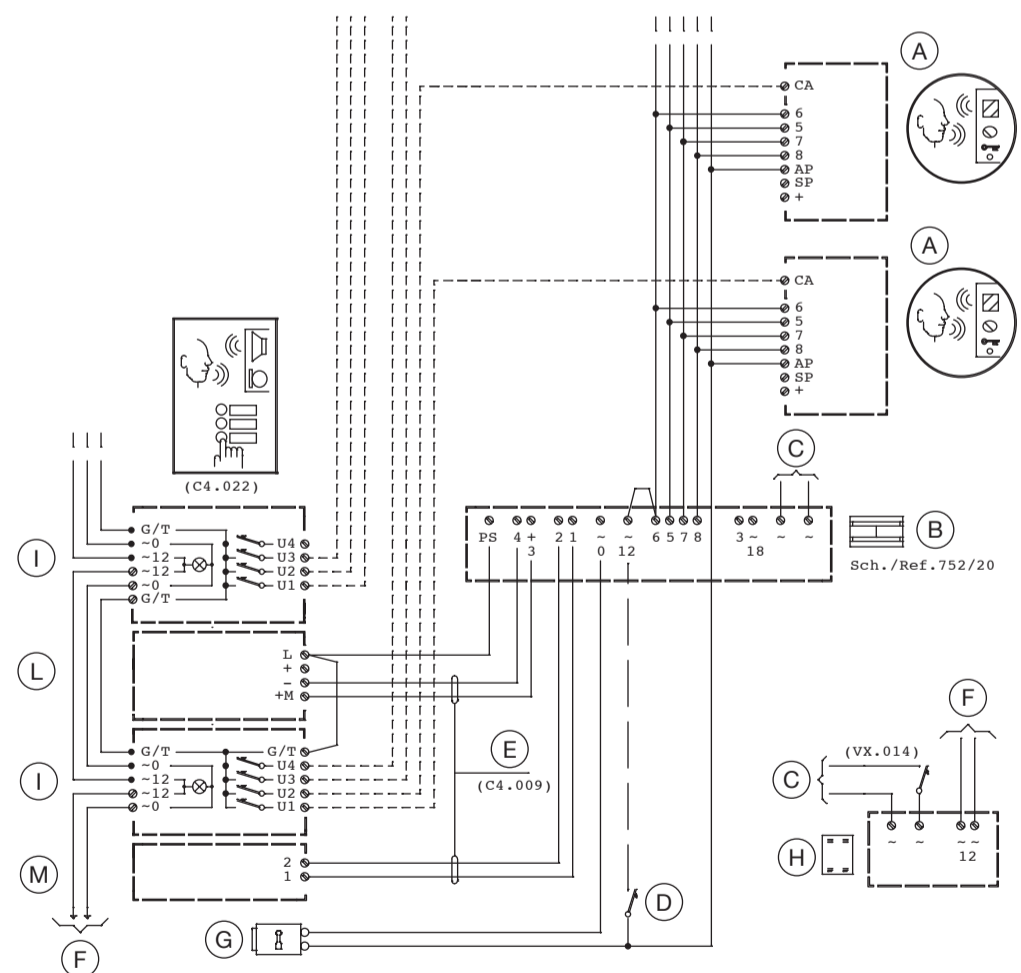 A
CA
6
5
7
8
AP
SP
+
A
CA
6
5
7
8
AP
SP
+
(C4.022)
C
PS 4 + 2 1 ~ ~ 6 5 7 8 3 ~ ~ ~
3 0 12 18
B
Sch./Ref.752/20
I
G/T
~0 U4
~12 U3
~12 U2
~0 U1
G/T
L
L
+
-
+M
I
G/T G/T
~0 U4
~12 U3
~12 U2
~0 U1
E
(C4.009)
M
2
1
F
G
D
F
(VX.014)
C
H
~ ~ ~ ~
12